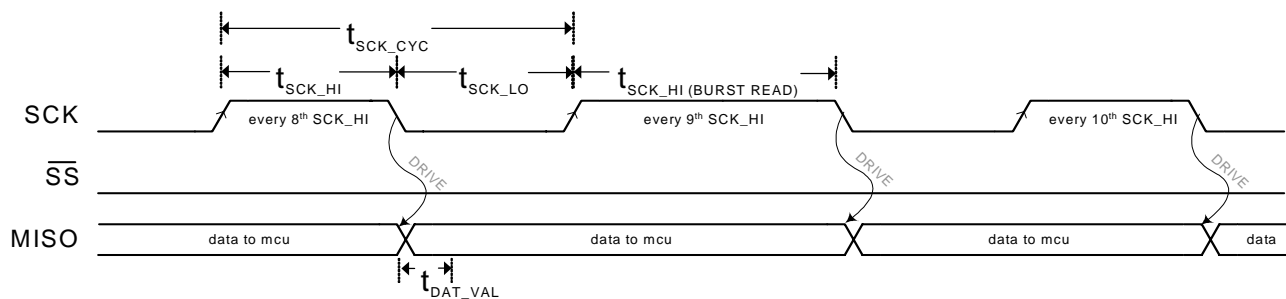 tSCK_CYC
tSCK_HI tSCK_LO tSCK_HI (BURST READ)
SCK every 8th SCK_HI every 9th SCK_HI every 10th SCK_HI
SS
DRIVE DRIVE DRIVE
MISO data to mcu data to mcu data to mcu data
tDAT_VAL